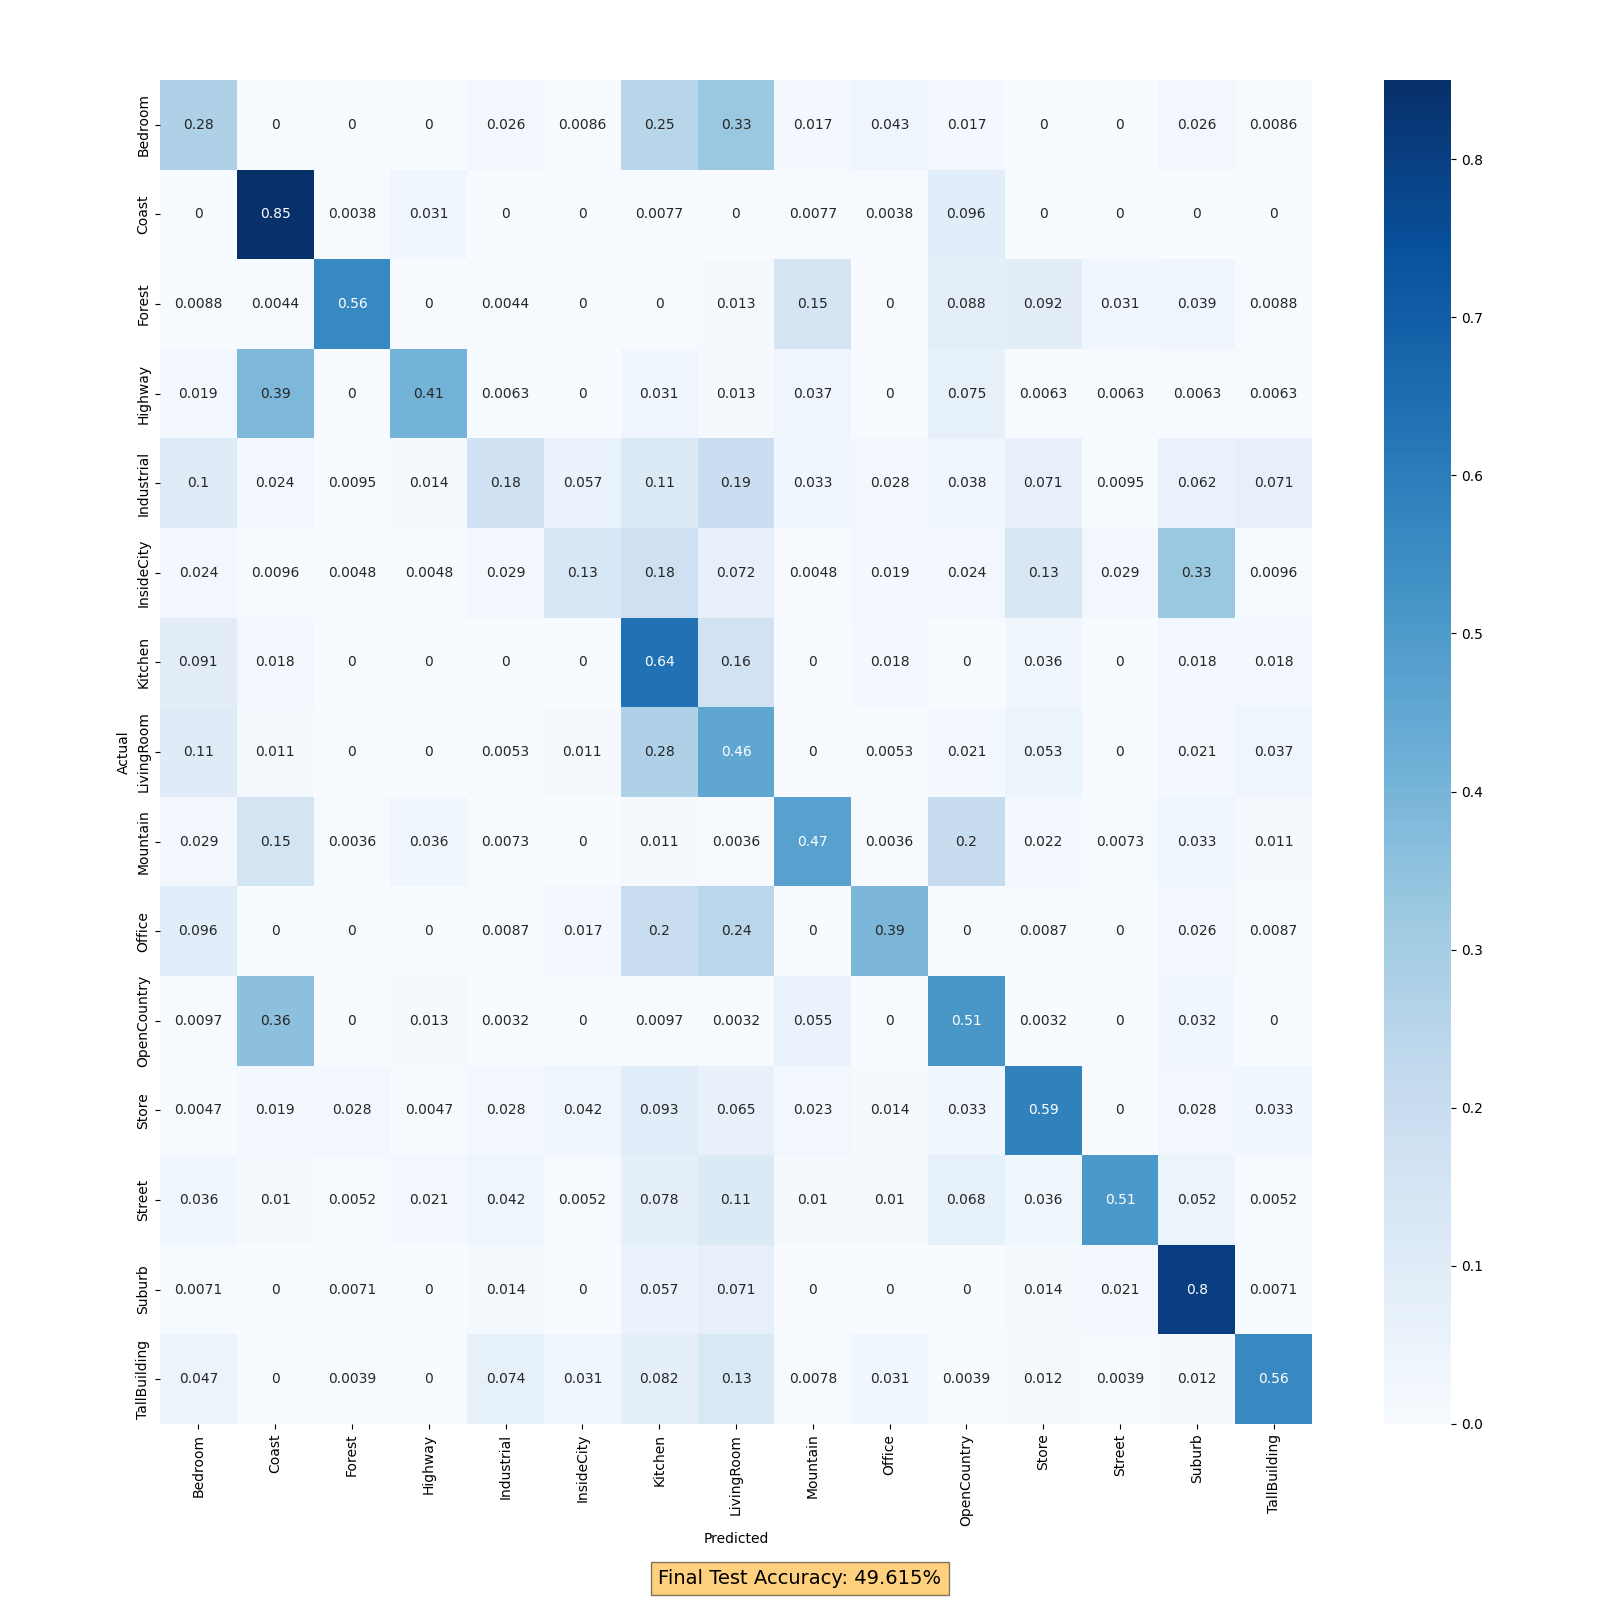 Actual
Bedroom 0.28 0 0 0 0.026 0.0086 0.25 0.33 0.017 0.043 0.017 0 0 0.026 0.0086
Coast 0 0.85 0.0038 0.031 0 0 0.0077 0 0.0077 0.0038 0.096 0 0 0 0
Forest 0.0088 0.0044 0.56 0 0.0044 0 0 0.013 0.15 0 0.088 0.092 0.031 0.039 0.0088
Highway 0.019 0.39 0 0.41 0.0063 0 0.031 0.013 0.037 0 0.075 0.0063 0.0063 0.0063 0.0063
Industrial 0.1 0.024 0.0095 0.014 0.18 0.057 0.11 0.19 0.033 0.028 0.038 0.071 0.0095 0.062 0.071
InsideCity 0.024 0.0096 0.0048 0.0048 0.029 0.13 0.18 0.072 0.0048 0.019 0.024 0.13 0.029 0.33 0.0096
Kitchen 0.091 0.018 0 0 0 0 0.64 0.16 0 0.018 0 0.036 0 0.018 0.018
LivingRoom 0.11 0.011 0 0 0.0053 0.011 0.28 0.46 0 0.0053 0.021 0.053 0 0.021 0.037
Mountain 0.029 0.15 0.0036 0.036 0.0073 0 0.011 0.0036 0.47 0.0036 0.2 0.022 0.0073 0.033 0.011
Office 0.096 0 0 0 0.0087 0.017 0.2 0.24 0 0.39 0 0.0087 0 0.026 0.0087
OpenCountry 0.0097 0.36 0 0.013 0.0032 0 0.0097 0.0032 0.055 0 0.51 0.0032 0 0.032 0
Store 0.0047 0.019 0.028 0.0047 0.028 0.042 0.093 0.065 0.023 0.014 0.033 0.59 0 0.028 0.033
Street 0.036 0.01 0.0052 0.021 0.042 0.0052 0.078 0.11 0.01 0.01 0.068 0.036 0.51 0.052 0.0052
Suburb 0.0071 0 0.0071 0 0.014 0 0.057 0.071 0 0 0 0.014 0.021 0.8 0.0071
TallBuilding 0.047 0 0.0039 0 0.074 0.031 0.082 0.13 0.0078 0.031 0.0039 0.012 0.0039 0.012 0.56
Bedroom Coast Forest Highway Industrial InsideCity Kitchen LivingRoom Mountain Office OpenCountry Store Street Suburb TallBuilding
Predicted
0.8
0.7
0.6
0.5
0.4
0.3
0.2
0.1
0.0
Final Test Accuracy: 49.615%